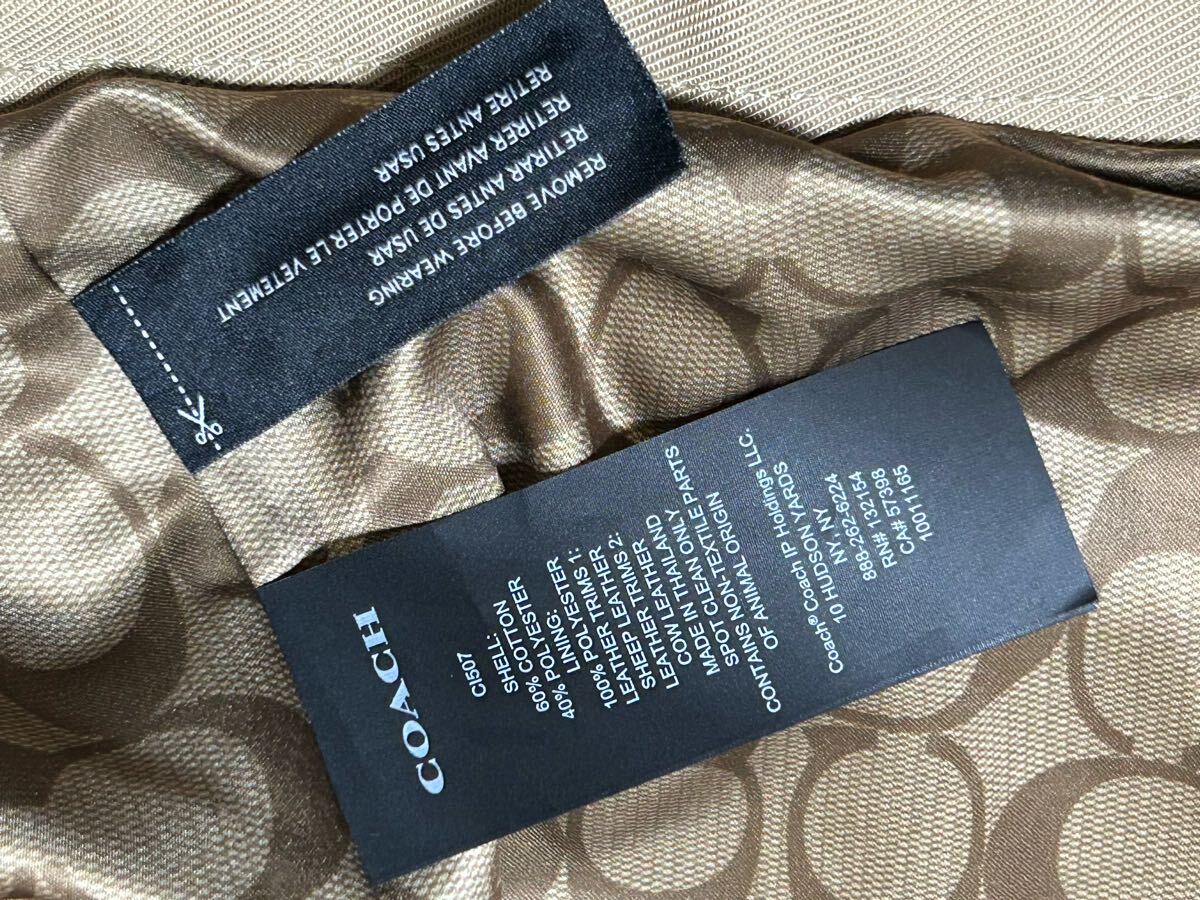 REMOVE BEFORE WEARING
RETIRAR ANTES DE USAR
RETIRER AVANT DE PORTER LE VETEMENT
RETIRE ANTES USAR
COACH
CI507
SHELL:
60% COTTON
40% POLYESTER
LINING:
100% POLYESTER
LEATHER TRIMS 1:
SHEEP LEATHER
LEATHER TRIMS 2:
COW LEATHER
MADE IN THAILAND
SPOT CLEAN ONLY
CONTAINS NON-TEXTILE PARTS
OF ANIMAL ORIGIN
Coach® Coach IP Holdings LLC.
10 HUDSON YARDS
NY, NY
888-262-6224
RN# 132164
CA# 57398
10011165